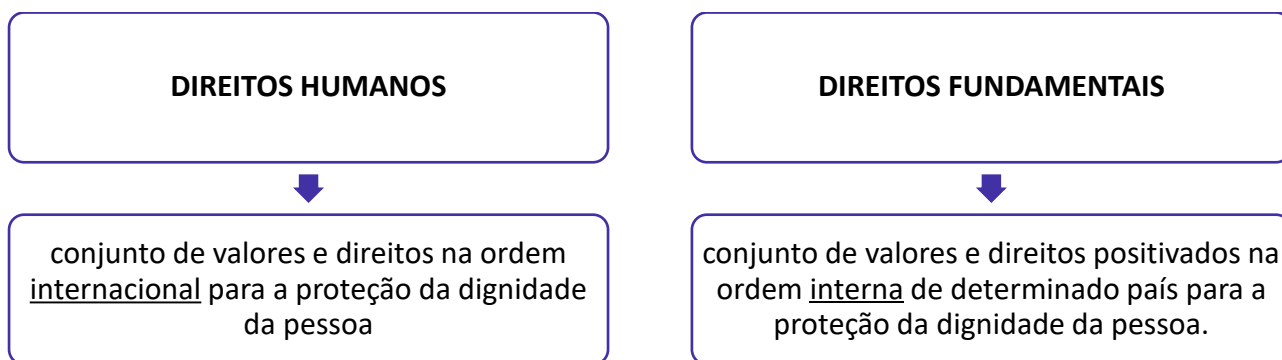 DIREITOS HUMANOS
conjunto de valores e direitos na ordem
internacional para a proteção da dignidade
da pessoa
DIREITOS FUNDAMENTAIS
conjunto de valores e direitos positivados na
ordem interna de determinado país para a
proteção da dignidade da pessoa.